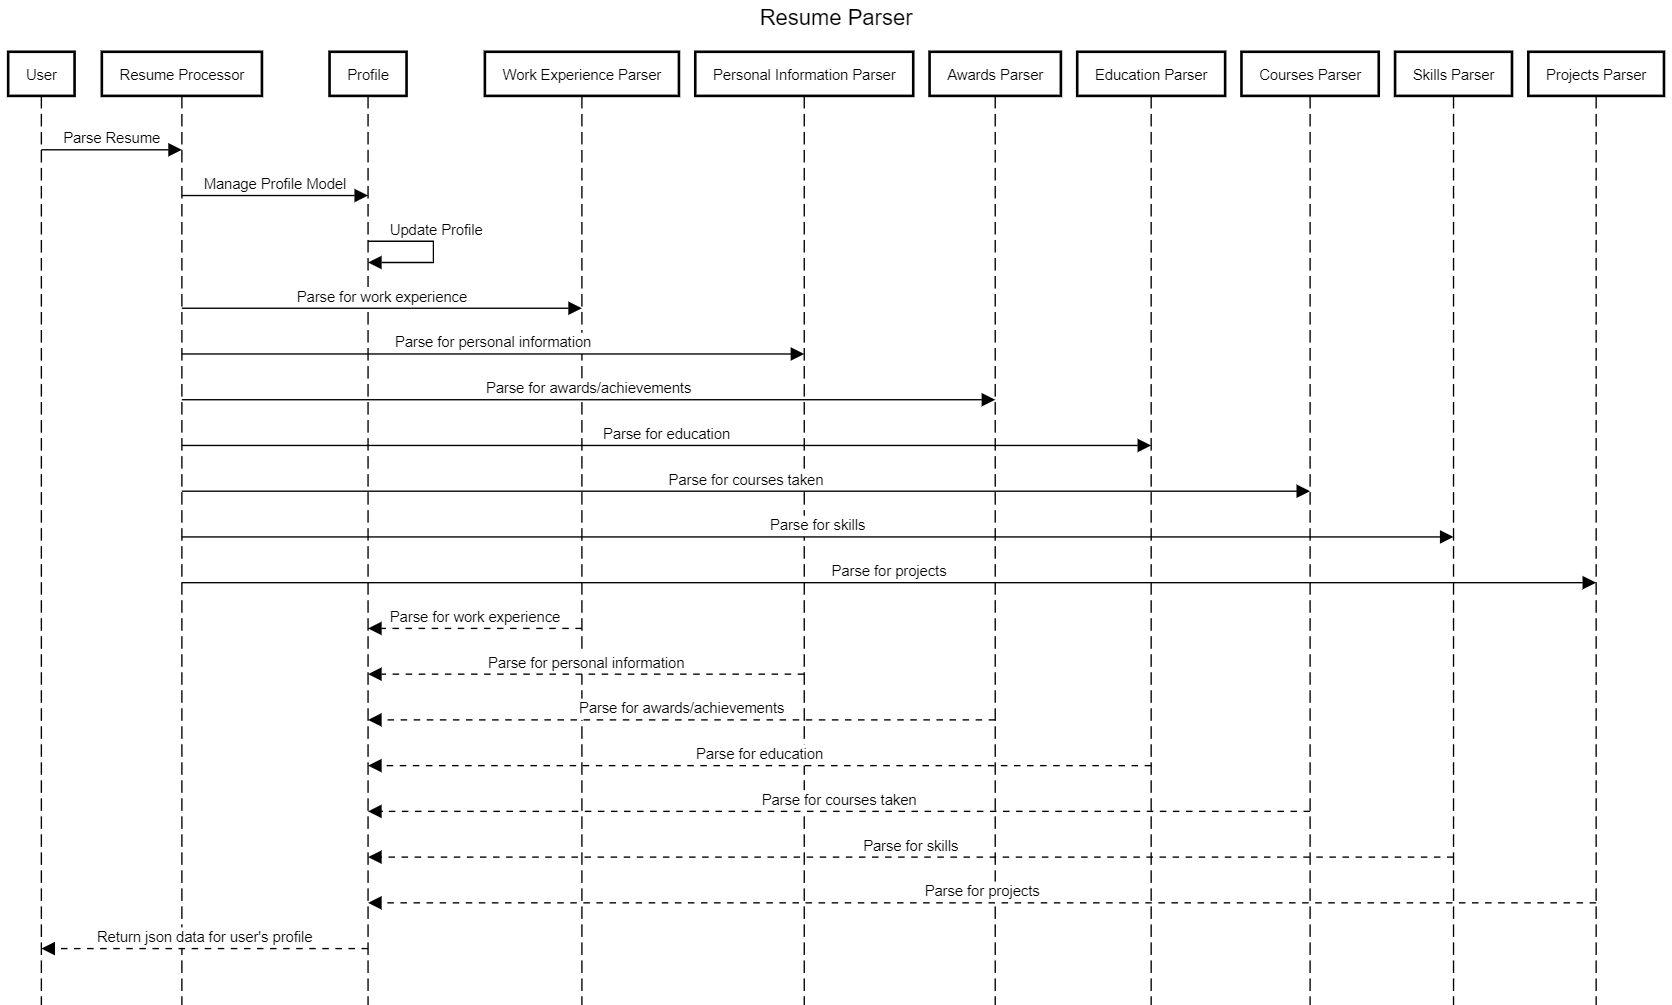 Resume Parser
User
Resume Processor
Profile
Work Experience Parser
Personal Information Parser
Awards Parser
Education Parser
Courses Parser
Skills Parser
Projects Parser
Parse Resume
Manage Profile Model
Update Profile
Parse for work experience
Parse for personal information
Parse for awards/achievements
Parse for education
Parse for courses taken
Parse for skills
Parse for projects
Parse for work experience
Parse for personal information
Parse for awards/achievements
Parse for education
Parse for courses taken
Parse for skills
Parse for projects
Return json data for user's profile